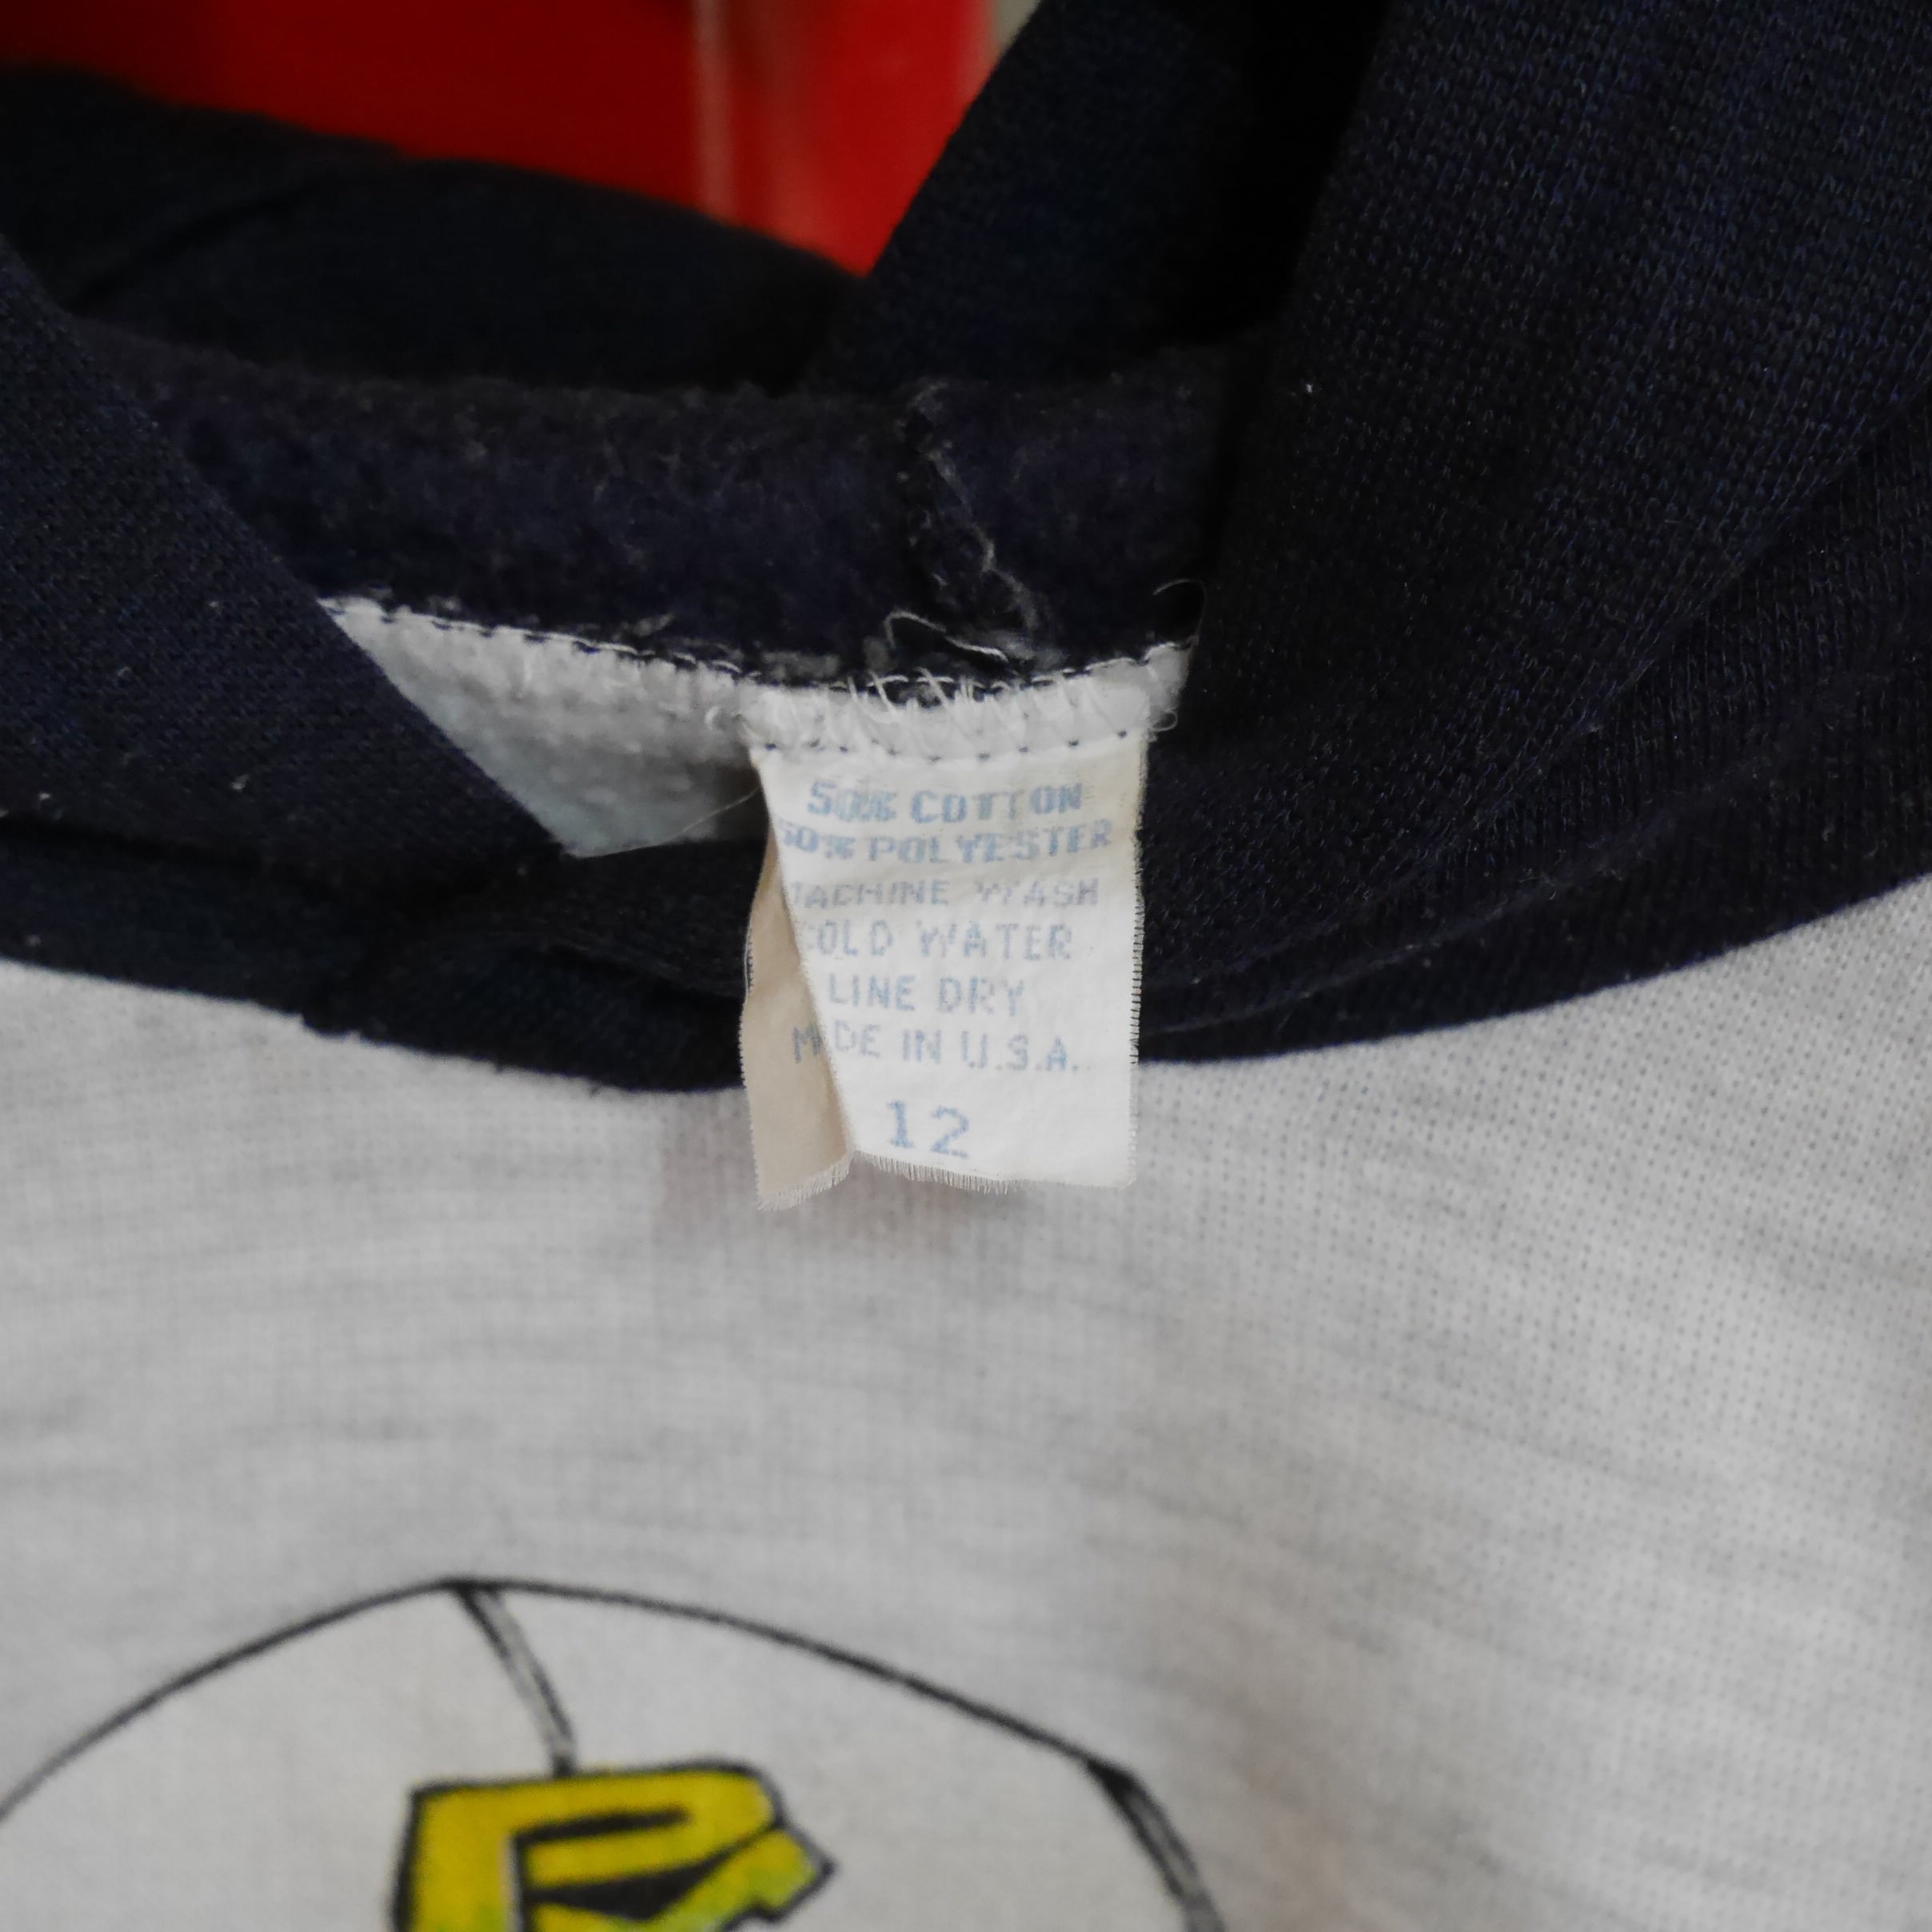 50% COTTON
50% POLYESTER
MACHINE WASH
COLD WATER
LINE DRY
MADE IN U.S.A.
12